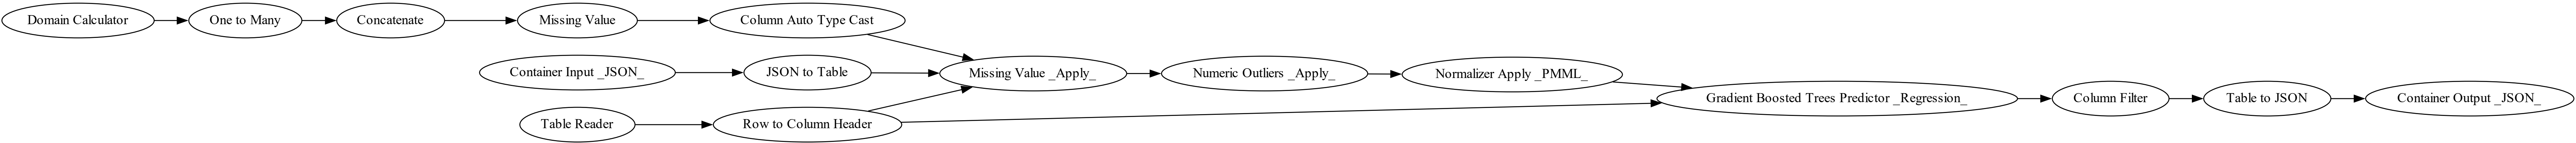 Domain Calculator
One to Many
Concatenate
Missing Value
Column Auto Type Cast
Container Input _JSON_
JSON to Table
Missing Value _Apply_
Numeric Outliers _Apply_
Normalizer Apply _PMML_
Gradient Boosted Trees Predictor _Regression_
Column Filter
Table to JSON
Container Output _JSON_
Table Reader
Row to Column Header